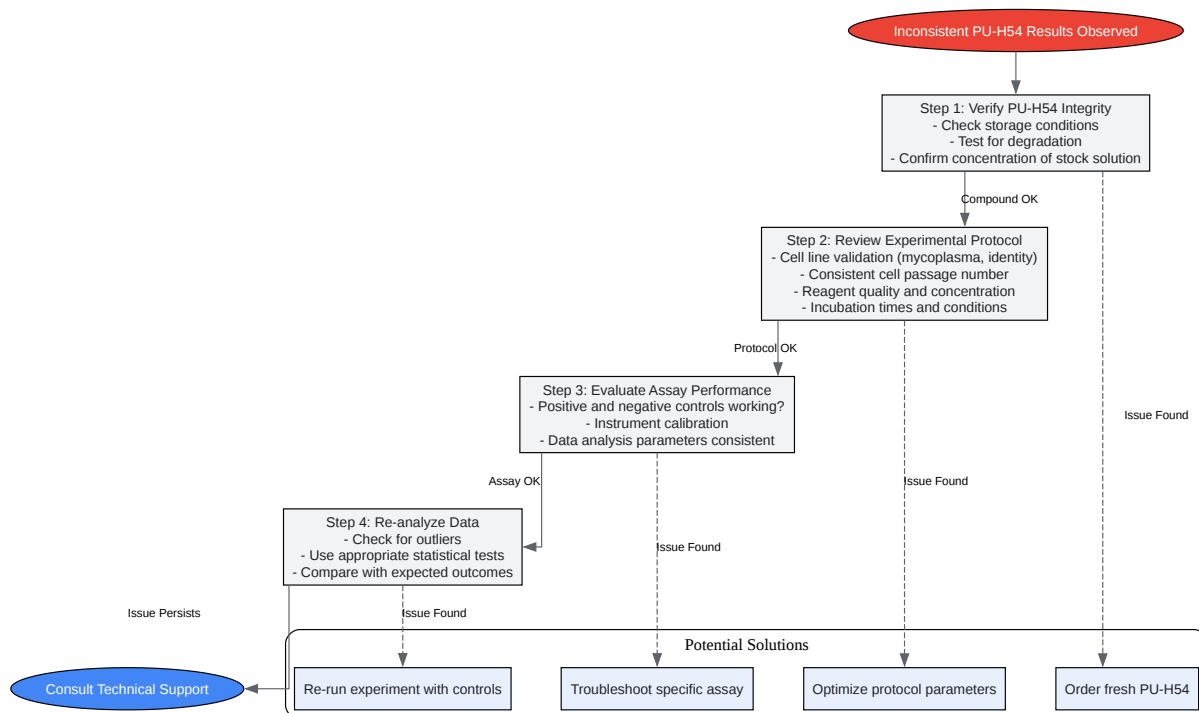 Inconsistent PU-H54 Results Observed
Step 1: Verify PU-H54 Integrity
- Check storage conditions
- Test for degradation
- Confirm concentration of stock solution
Compound OK
Step 2: Review Experimental Protocol
- Cell line validation (mycoplasma, identity)
- Consistent cell passage number
- Reagent quality and concentration
- Incubation times and conditions
Protocol OK
Step 3: Evaluate Assay Performance
- Positive and negative controls working?
- Instrument calibration
- Data analysis parameters consistent
Issue Found
Assay OK
Issue Found
Step 4: Re-analyze Data
- Check for outliers
- Use appropriate statistical tests
- Compare with expected outcomes
Issue Found
Issue Persists
Issue Found
Potential Solutions
Consult Technical Support
Re-run experiment with controls
Troubleshoot specific assay
Optimize protocol parameters
Order fresh PU-H54